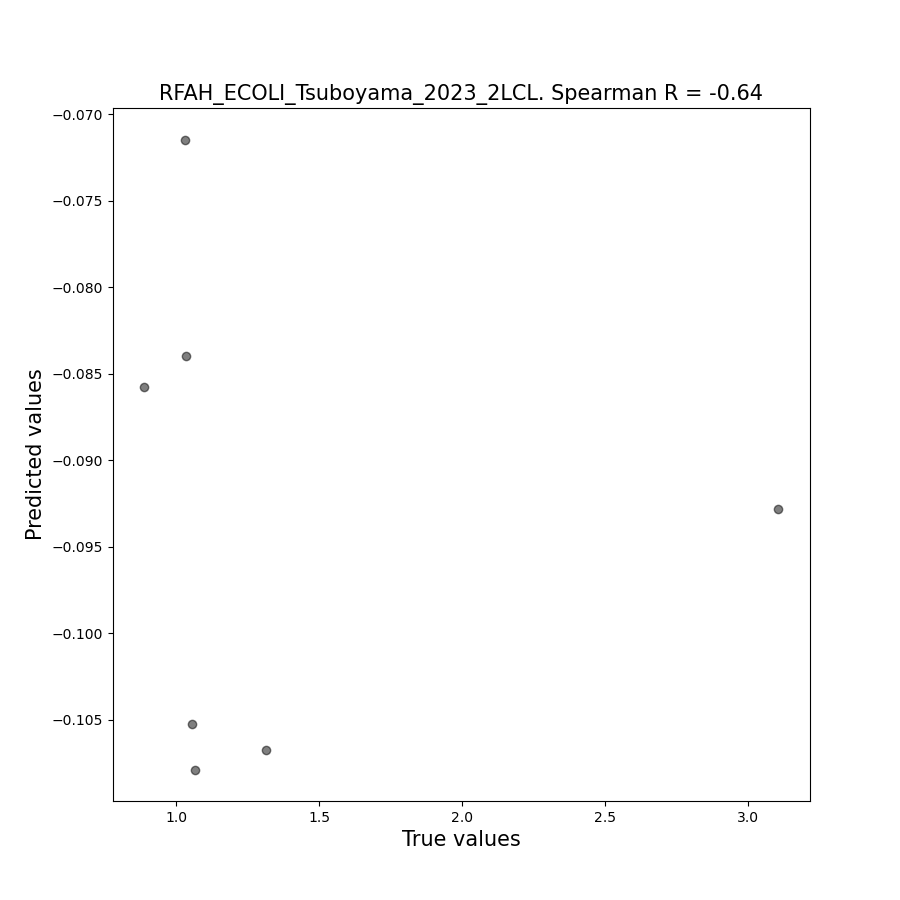 RFAH_ECOLI_Tsuboyama_2023_2LCL. Spearman R = -0.64
−0.070
−0.075
−0.080
−0.085
−0.090
−0.095
−0.100
−0.105
Predicted values
1.0 1.5 2.0 2.5 3.0
True values